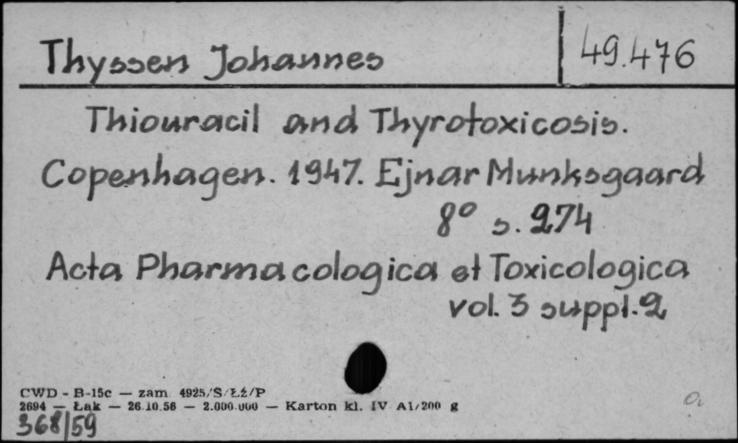 Thyssen Johannes
49.476
Thiouracil and Thyrotoxicosis.
Copenhagen. 1947. Ejnar Munksgaard
8° s. 274
Acta Pharmacologica et Toxicologica
vol. 3 suppl. 2
CWD - B-15c — zam. 4925/S/Łż/P
2694 — Łąk — 26.10.56 — 2.000.000 — Karton kl. IV A1/200 g
368/59